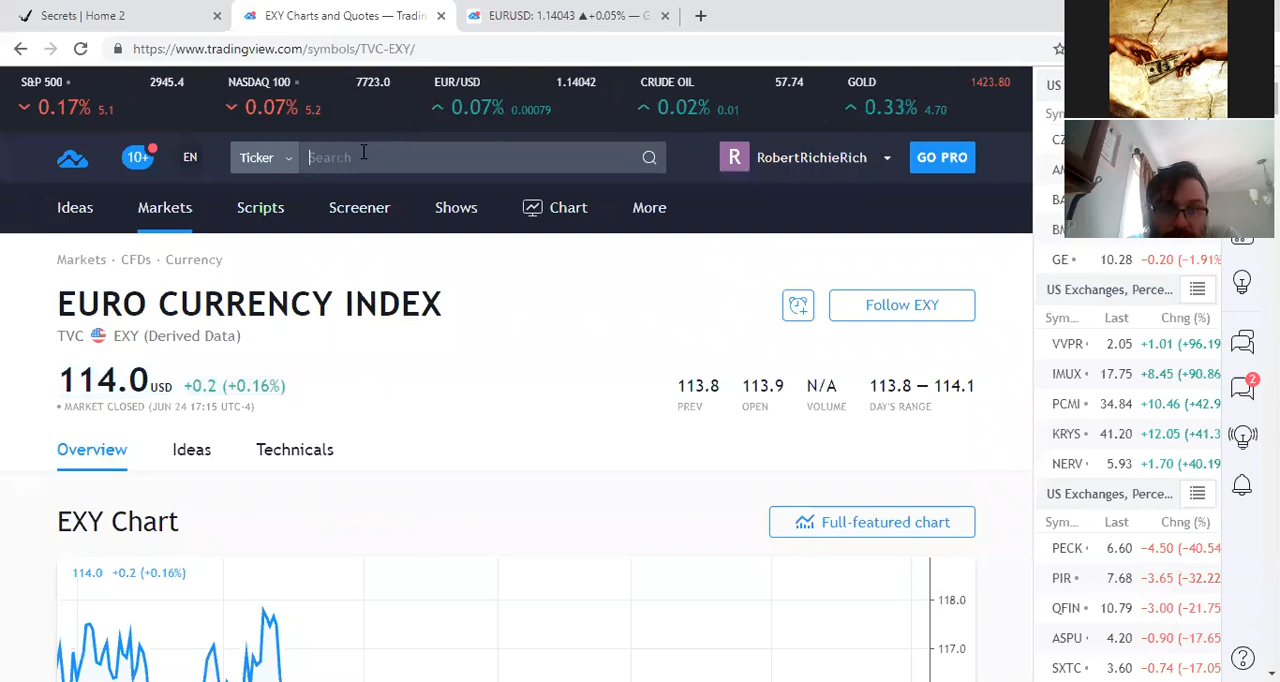 Secrets | Home 2
EXY Charts and Quotes — Tradin
EURUSD: 1.14043 ▲+0.05% — G
https://www.tradingview.com/symbols/TVC-EXY/
S&P 500 2945.4 NASDAQ 100 7723.0 EUR/USD 1.14042 CRUDE OIL 57.74 GOLD 1423.80
0.17% 5.1 0.07% 5.2 0.07% 0.00079 0.02% 0.01 0.33% 4.70
10+ EN Ticker Search R RobertRichieRich GO PRO
Ideas Markets Scripts Screener Shows Chart More
Markets · CFDs · Currency
EURO CURRENCY INDEX
Follow EXY
TVC EXY (Derived Data)
114.0 USD +0.2 (+0.16%)
113.8 113.9 N/A 113.8 — 114.1
PREV OPEN VOLUME DAY'S RANGE
MARKET CLOSED (JUN 24 17:15 UTC-4)
Overview Ideas Technicals
EXY Chart
Full-featured chart
114.0 +0.2 (+0.16%)
118.0
117.0
US
Sym
CZ
AM
BA
BM
GE 10.28 −0.20 (−1.91%
US Exchanges, Perce...
Sym... Last Chng (%)
VVPR 2.05 +1.01 (+96.19
IMUX 17.75 +8.45 (+90.86
PCMI 34.84 +10.46 (+42.9
KRYS 41.20 +12.05 (+41.3
NERV 5.93 +1.70 (+40.19
US Exchanges, Perce...
Sym... Last Chng (%)
PECK 6.60 −4.50 (−40.54
PIR 7.68 −3.65 (−32.22
QFIN 10.79 −3.00 (−21.75
ASPU 4.20 −0.90 (−17.65
SXTC 3.60 −0.74 (−17.05
2